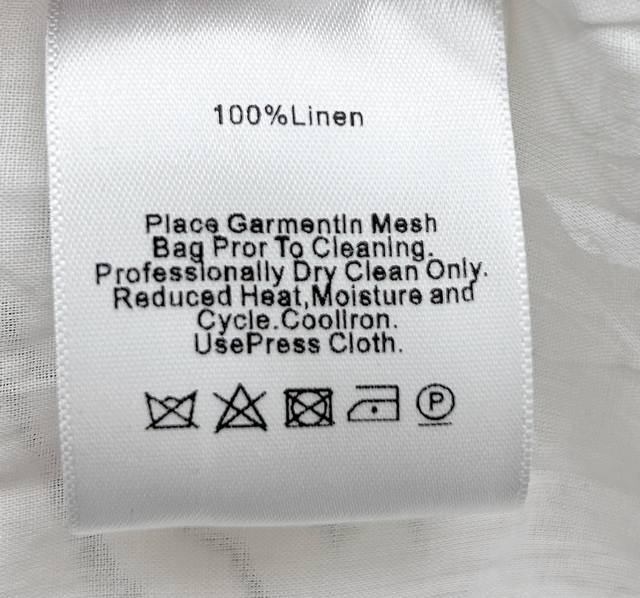 100%Linen
Place GarmentIn Mesh
Bag Pror To Cleaning.
Professionally Dry Clean Only.
Reduced Heat,Moisture and
Cycle.CoolIron.
UsePress Cloth.
P